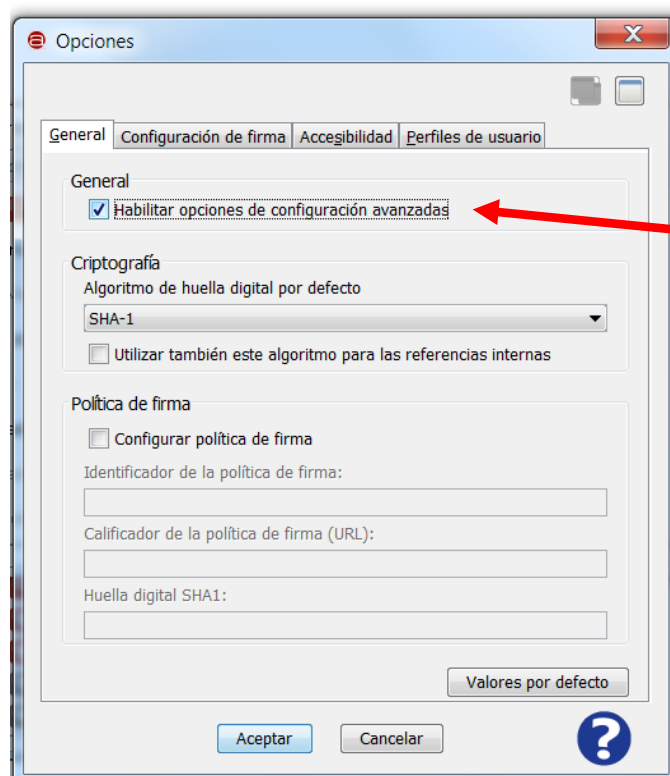 Opciones
General
Configuración de firma
Accesibilidad
Perfiles de usuario
General
Habilitar opciones de configuración avanzadas
Criptografía
Algoritmo de huella digital por defecto
SHA-1
Utilizar también este algoritmo para las referencias internas
Política de firma
Configurar política de firma
Identificador de la política de firma:
Calificador de la política de firma (URL):
Huella digital SHA1:
Valores por defecto
Aceptar
Cancelar
?